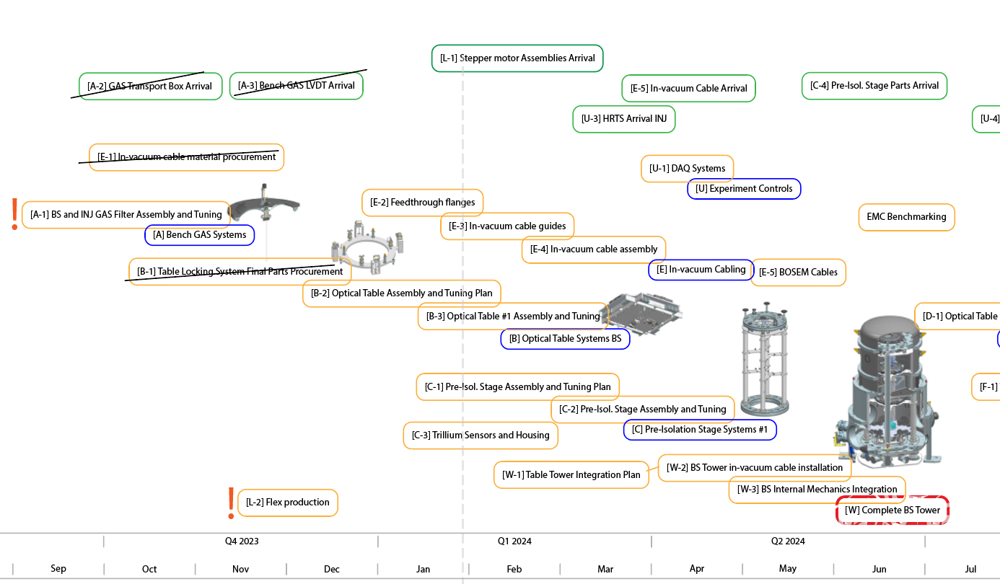 [L-1] Stepper motor Assemblies Arrival
[A-2] GAS Transport Box Arrival
[A-3] Bench GAS LVDT Arrival
[E-5] In-vacuum Cable Arrival
[C-4] Pre-Isol. Stage Parts Arrival
[U-3] HRTS Arrival INJ
[U-4]
[E-1] In-vacuum cable material procurement
[U-1] DAQ Systems
[U] Experiment Controls
[E-2] Feedthrough flanges
[A-1] BS and INJ GAS Filter Assembly and Tuning
EMC Benchmarking
[E-3] In-vacuum cable guides
[A] Bench GAS Systems
[E-4] In-vacuum cable assembly
[B-1] Table Locking System Final Parts Procurement
[E] In-vacuum Cabling
[E-5] BOSEM Cables
[B-2] Optical Table Assembly and Tuning Plan
[B-3] Optical Table #1 Assembly and Tuning
[D-1] Optical Table
[B] Optical Table Systems BS
[C-1] Pre-Isol. Stage Assembly and Tuning Plan
[F-1]
[C-2] Pre-Isol. Stage Assembly and Tuning
[C-3] Trillium Sensors and Housing
[C] Pre-Isolation Stage Systems #1
[W-1] Table Tower Integration Plan
[W-2] BS Tower in-vacuum cable installation
[W-3] BS Internal Mechanics Integration
[L-2] Flex production
[W] Complete BS Tower
Q4 2023
Q1 2024
Q2 2024
Sep
Oct
Nov
Dec
Jan
Feb
Mar
Apr
May
Jun
Jul